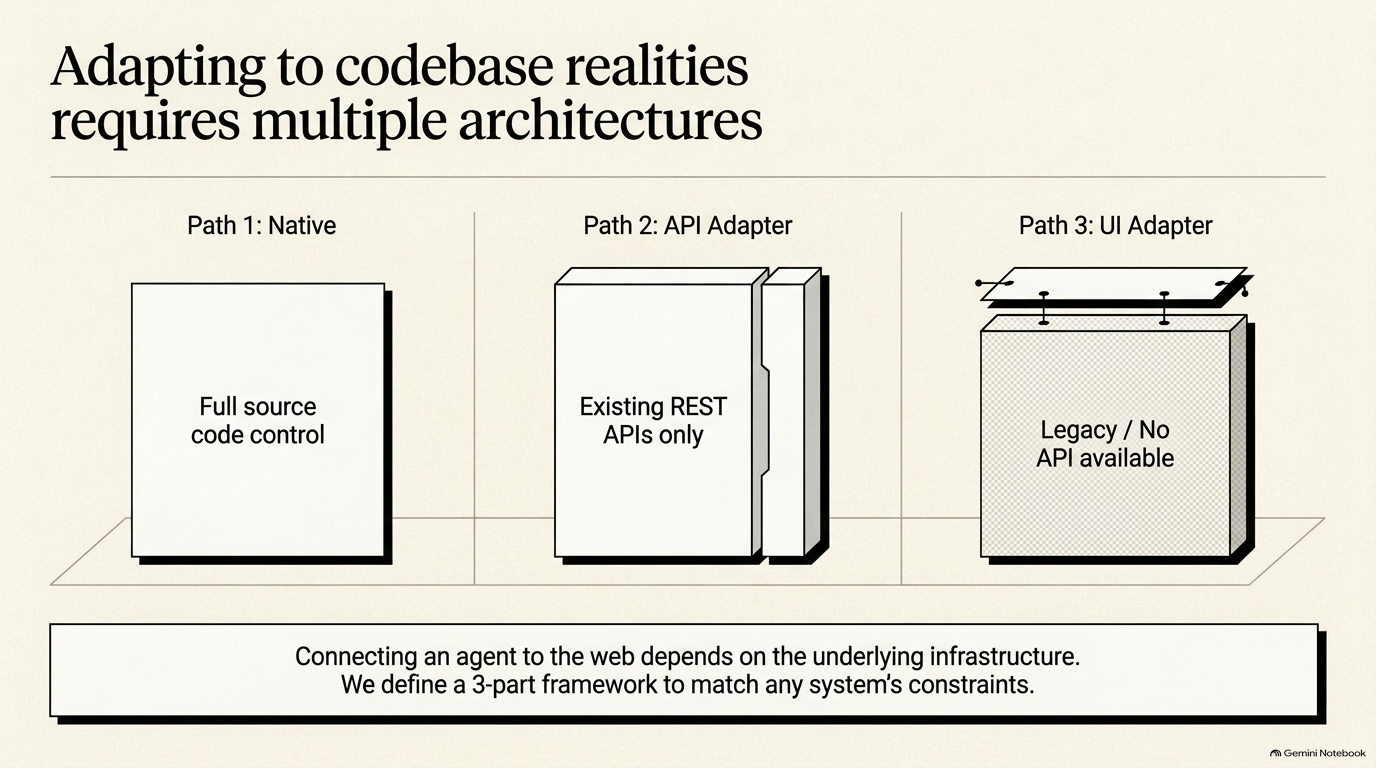 Adapting to codebase realities
requires multiple architectures
Path 1: Native
Full source
code control
Path 2: API Adapter
Existing REST
APIs only
Path 3: UI Adapter
Legacy / No
API available
Connecting an agent to the web depends on the underlying infrastructure.
We define a 3-part framework to match any system's constraints.
Gemini Notebook